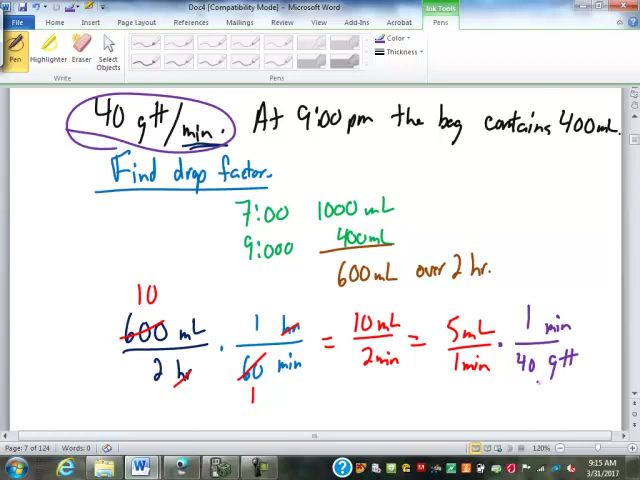 Doc4 [Compatibility Mode] - Microsoft Word
Ink Tools
File Home Insert Page Layout References Mailings Review View Add-Ins Acrobat Pens
Pen Highlighter Eraser Select Objects
Color
Thickness
Write Pens
40 gtt/min. At 9:00 pm the bag contains 400 mL.
Find drop factor.
7:00 1000 mL
9:000 400 mL
600 mL over 2 hr.
10
600 mL / 2 hr · 1 hr / 60 min = 10 mL / 2 min = 5 mL / 1 min · 1 min / 40 gtt
1
Page: 7 of 124
120%
9:15 AM
3/31/2017